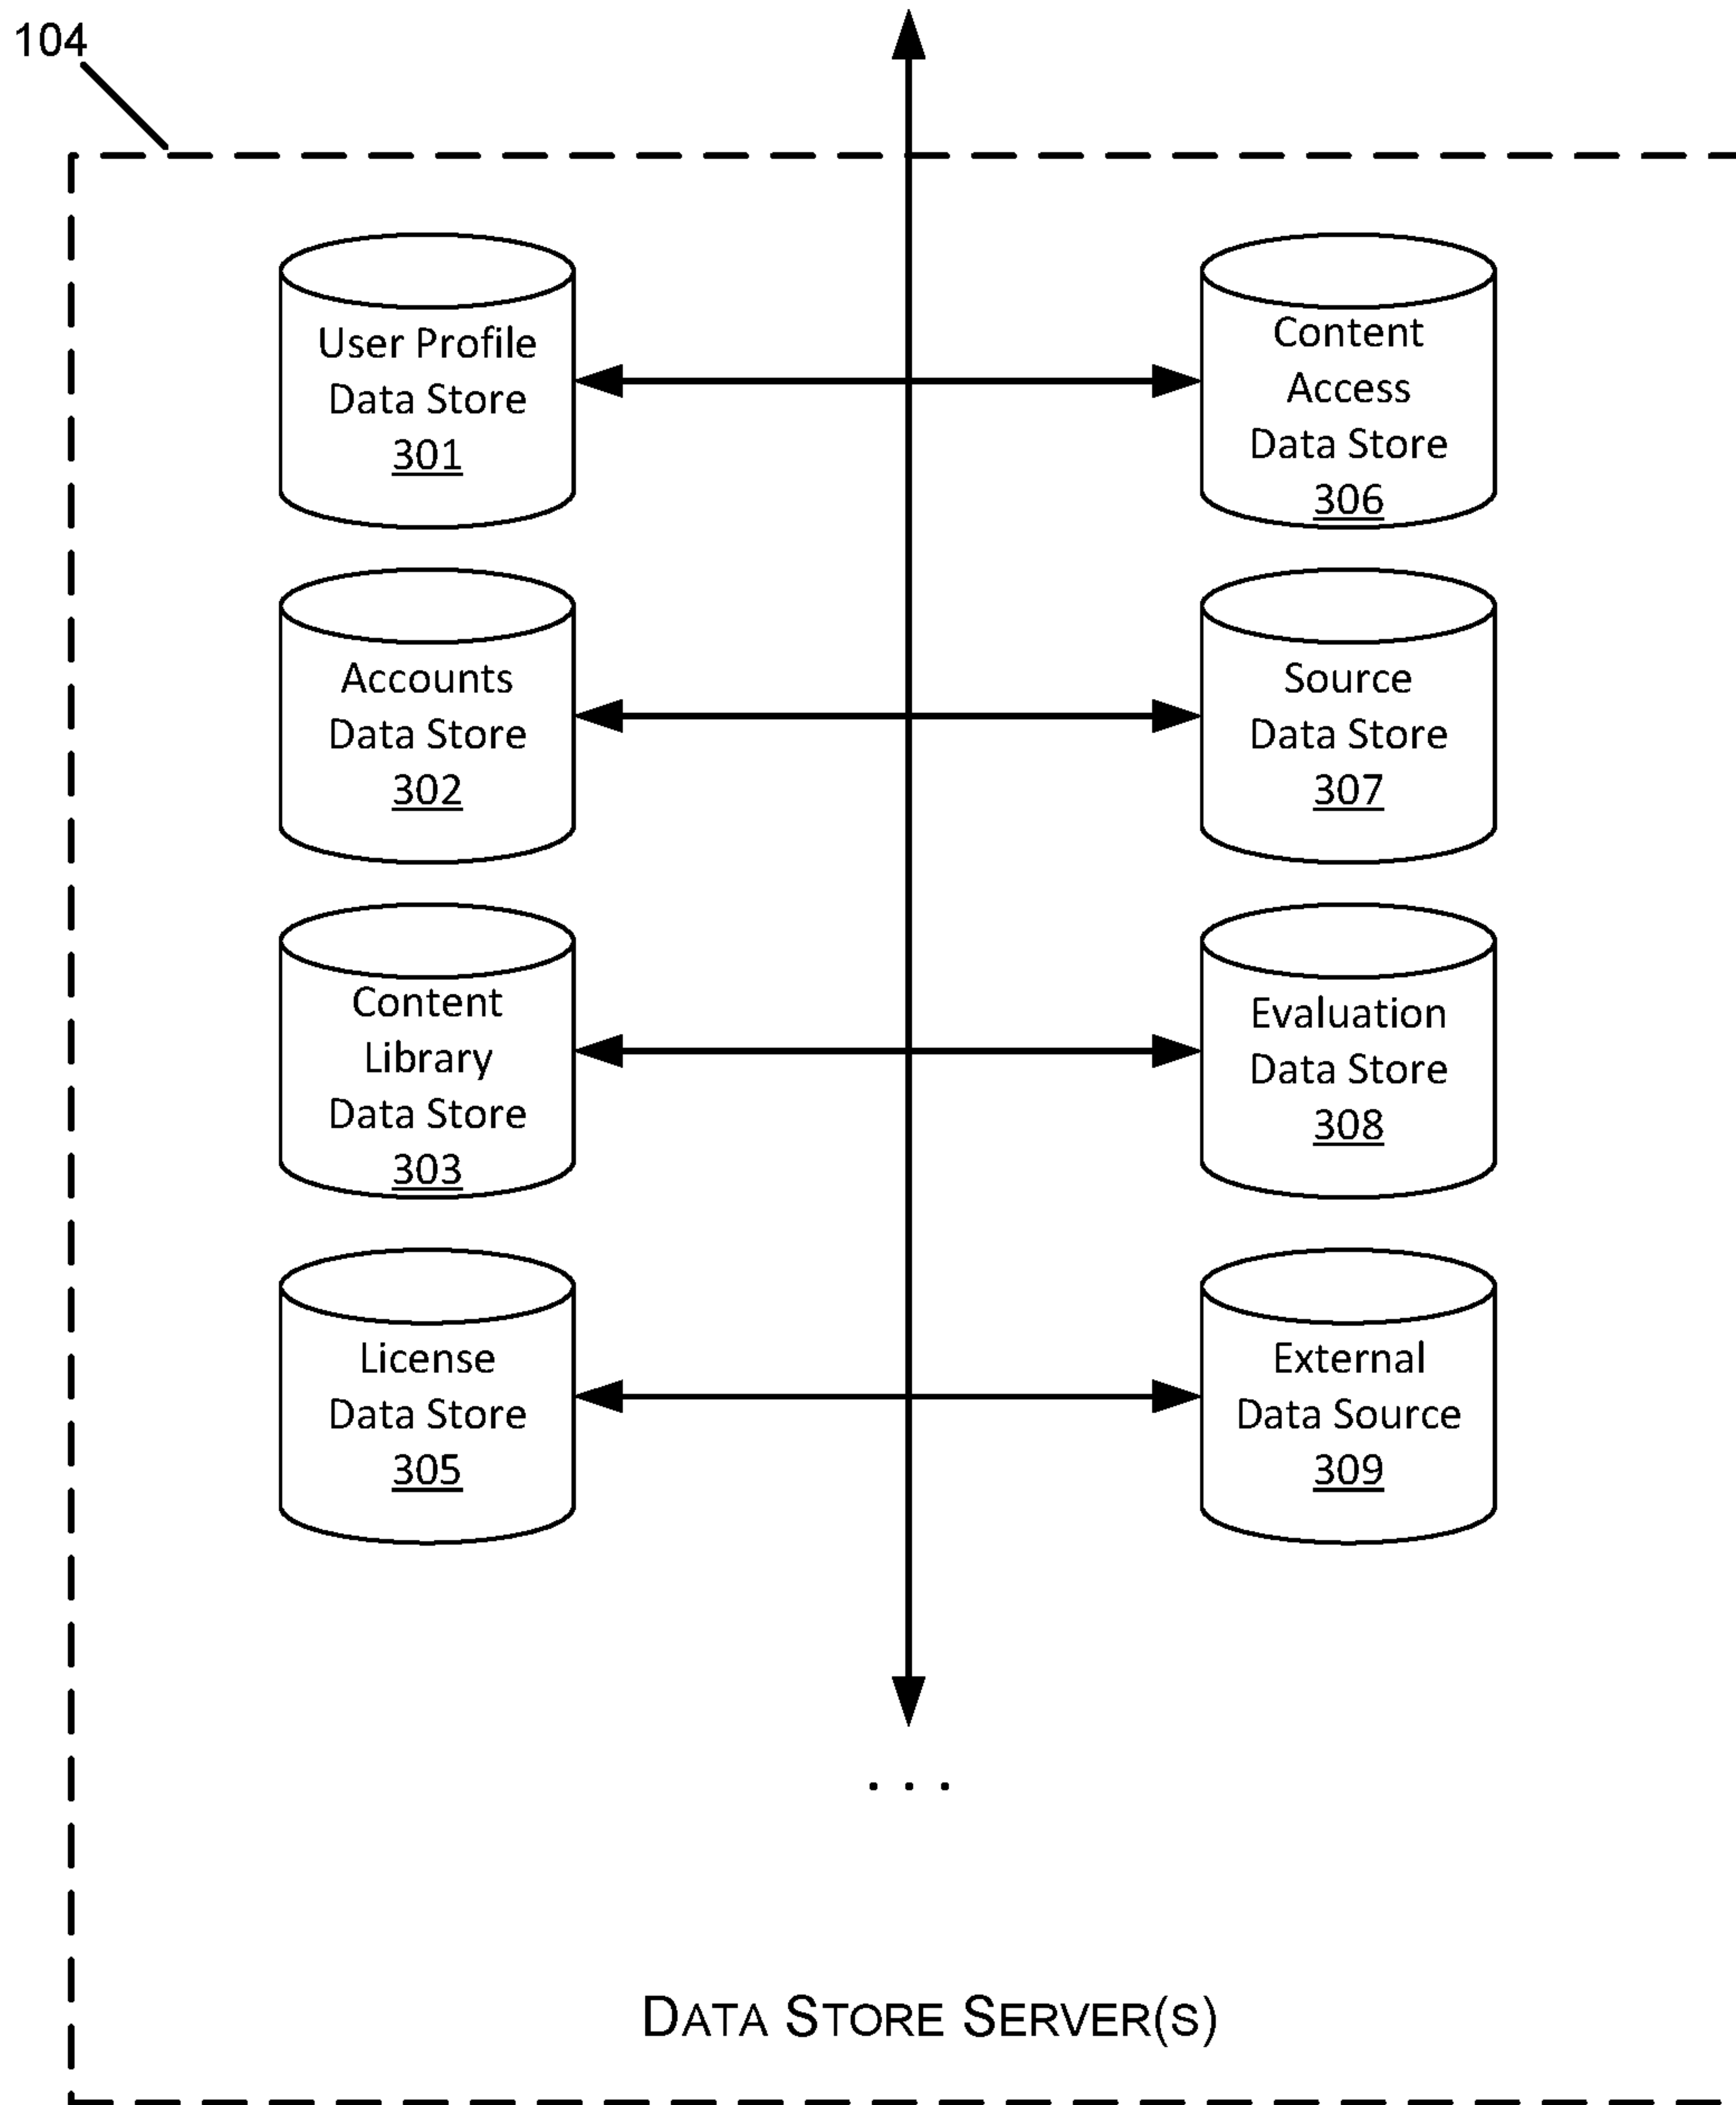 104
User Profile
Data Store
301
Content
Access
Data Store
306
Accounts
Data Store
302
Source
Data Store
307
Content
Library
Data Store
303
Evaluation
Data Store
308
License
Data Store
305
External
Data Source
309
. . .
DATA STORE SERVER(S)